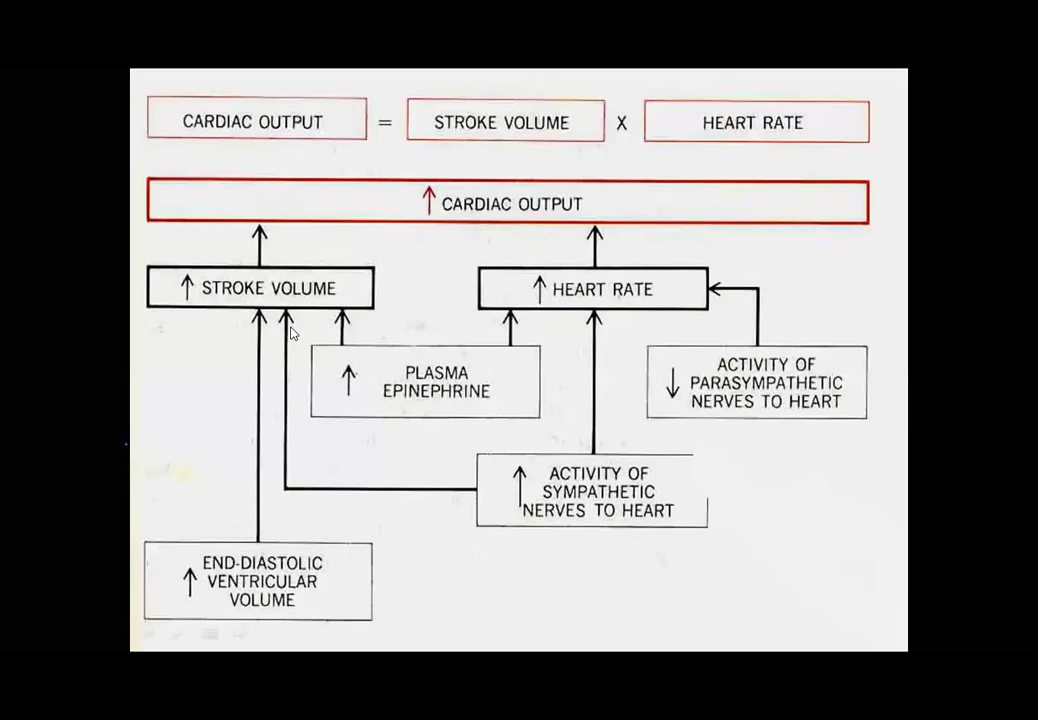 CARDIAC OUTPUT = STROKE VOLUME X HEART RATE
↑ CARDIAC OUTPUT
↑ STROKE VOLUME
↑ HEART RATE
↑ PLASMA
EPINEPHRINE
↓ ACTIVITY OF
PARASYMPATHETIC
NERVES TO HEART
↑ ACTIVITY OF
SYMPATHETIC
NERVES TO HEART
↑ END-DIASTOLIC
VENTRICULAR
VOLUME